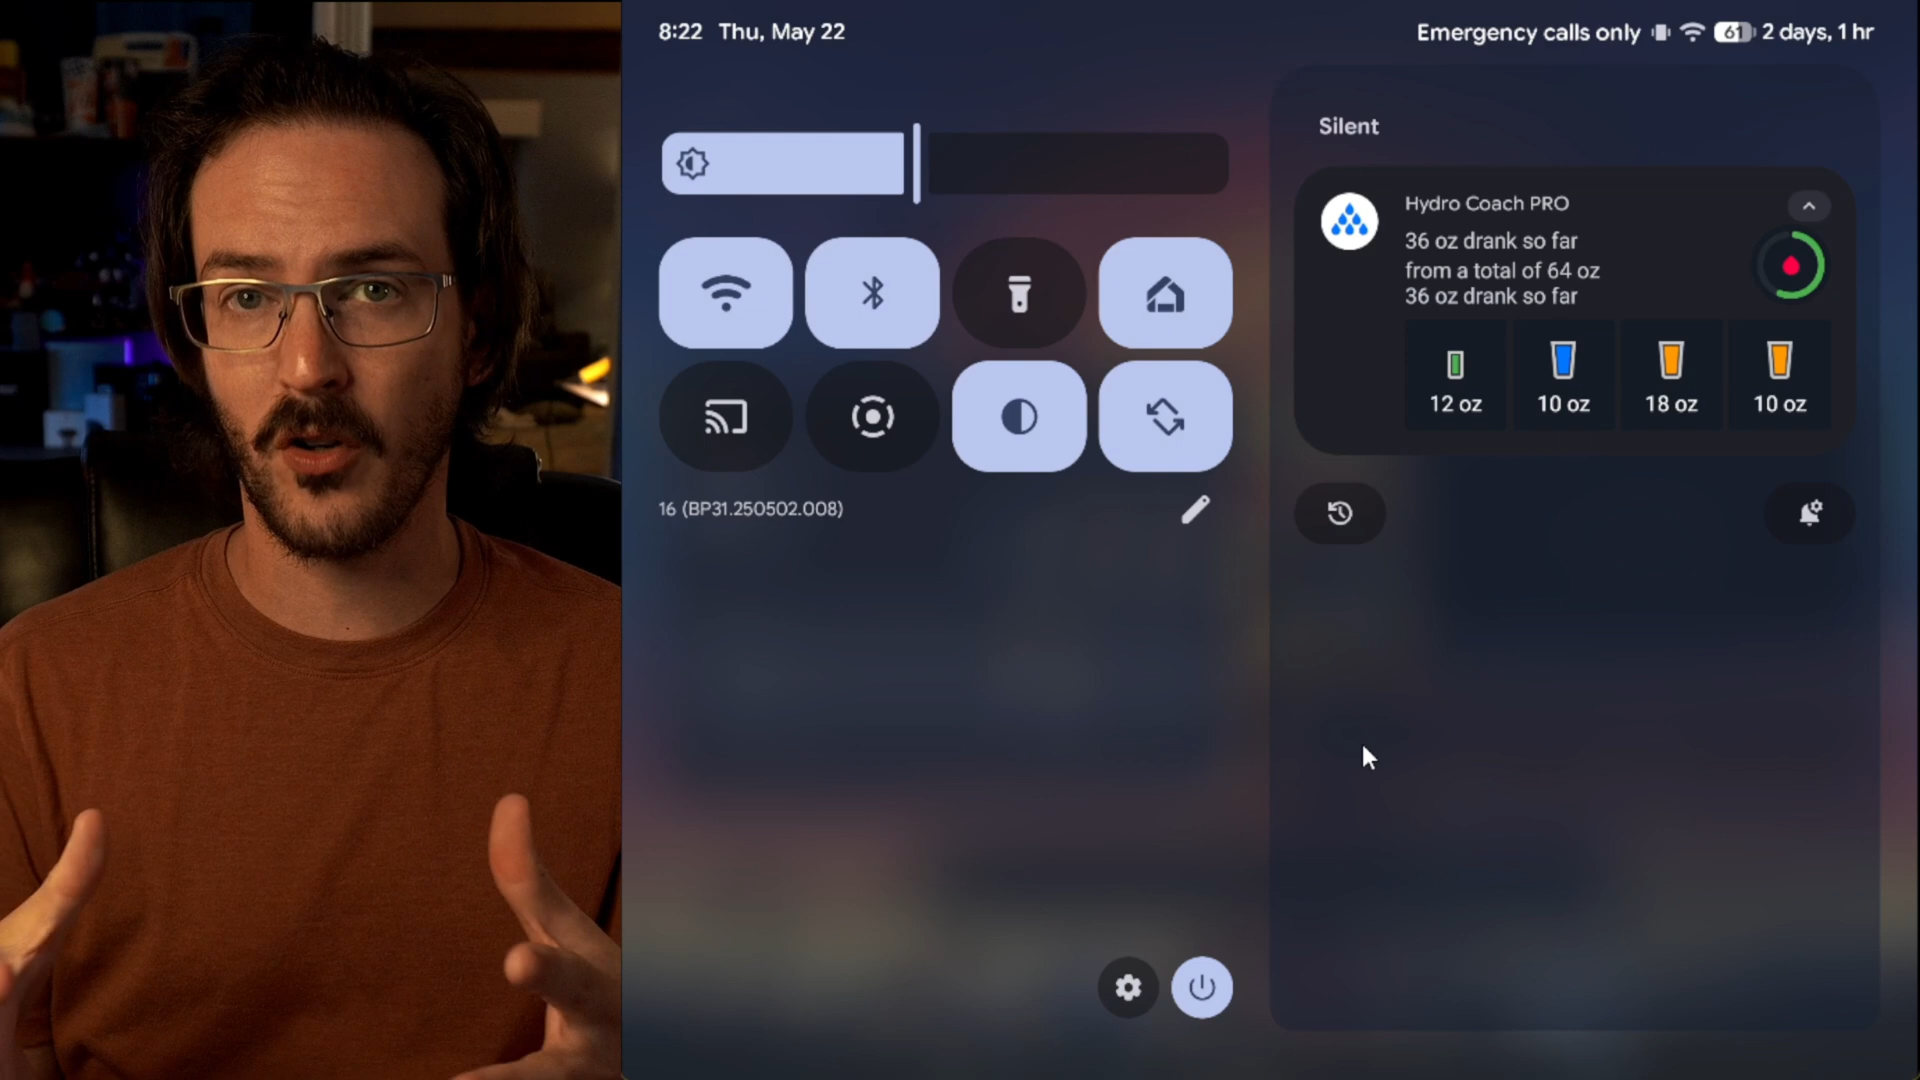 8:22 Thu, May 22
Emergency calls only 61 2 days, 1 hr
Silent
Hydro Coach PRO
36 oz drank so far
from a total of 64 oz
36 oz drank so far
12 oz
10 oz
18 oz
10 oz
16 (BP31.250502.008)